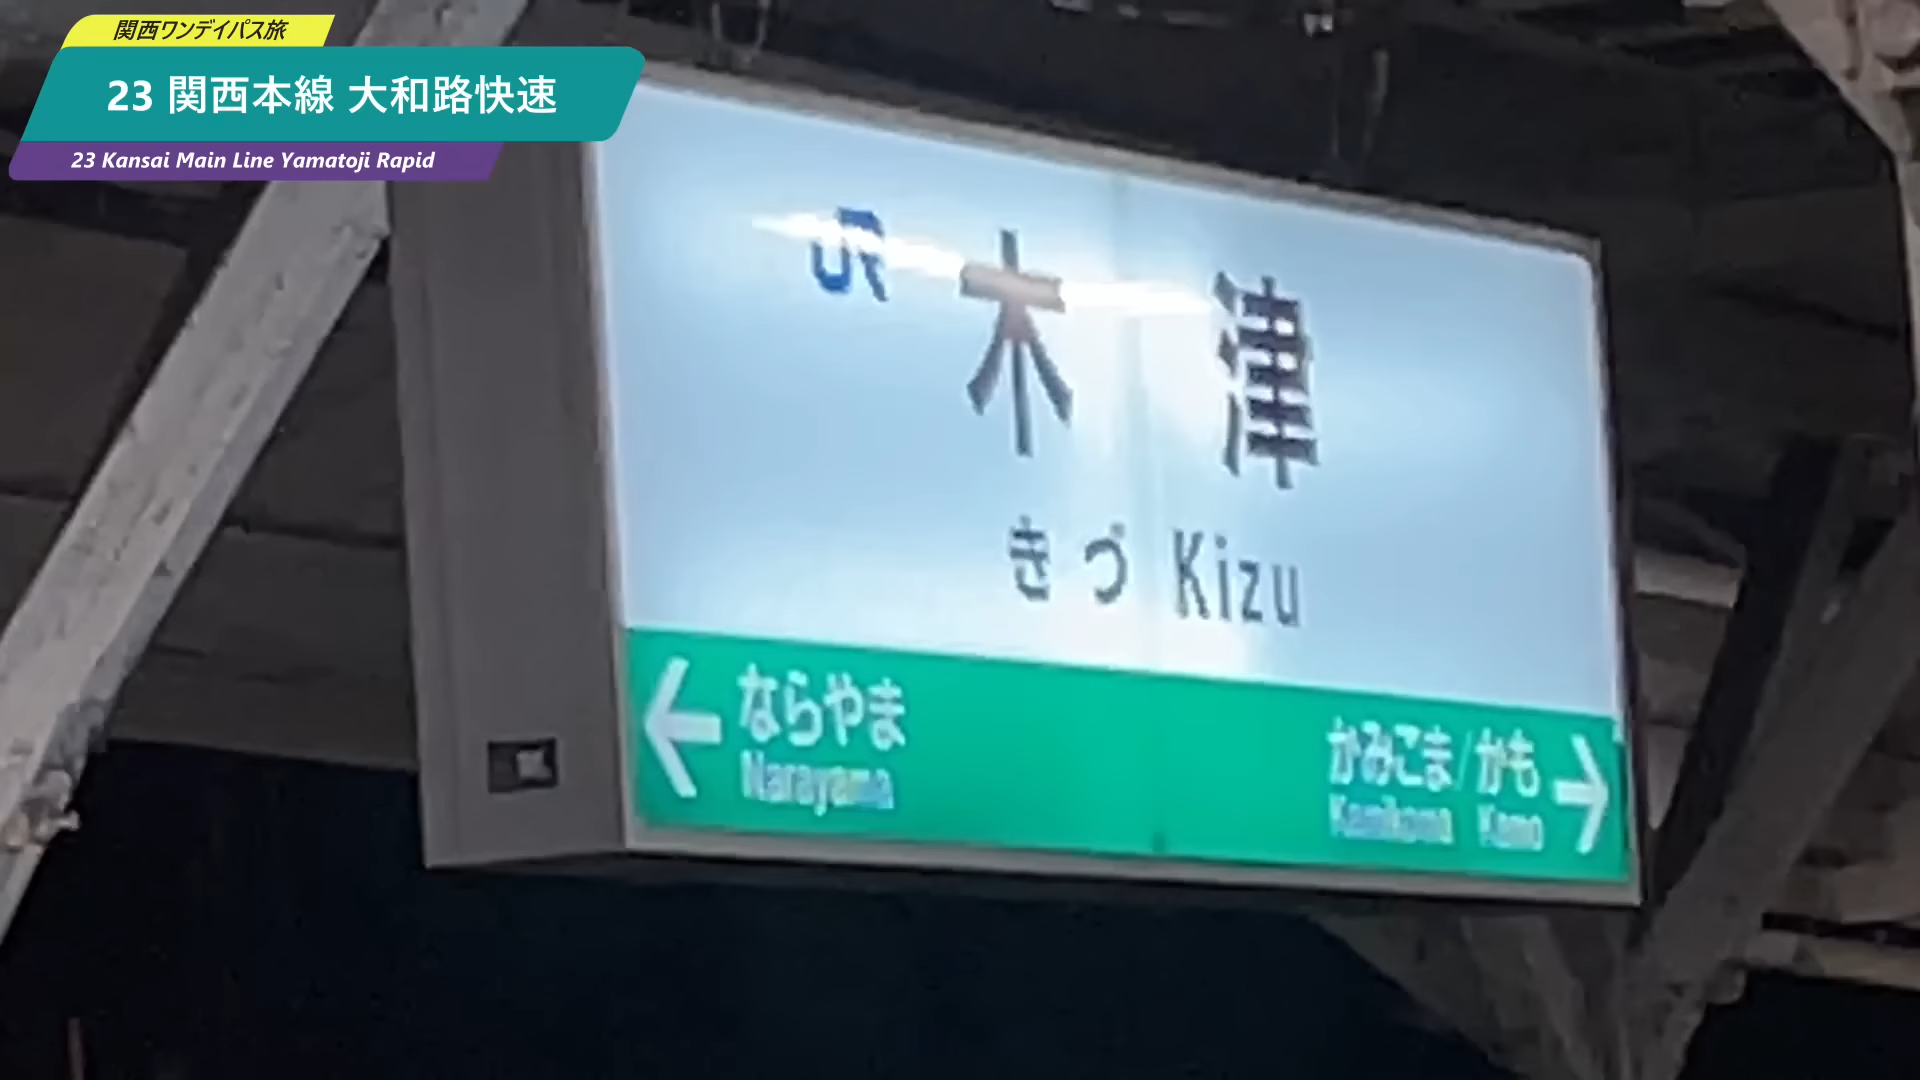 関西ワンデイパス旅
23 関西本線 大和路快速
23 Kansai Main Line Yamatoji Rapid
JR 木津
きづ Kizu
← ならやま かみこま/かも →
Narayama Kamikoma Kamo